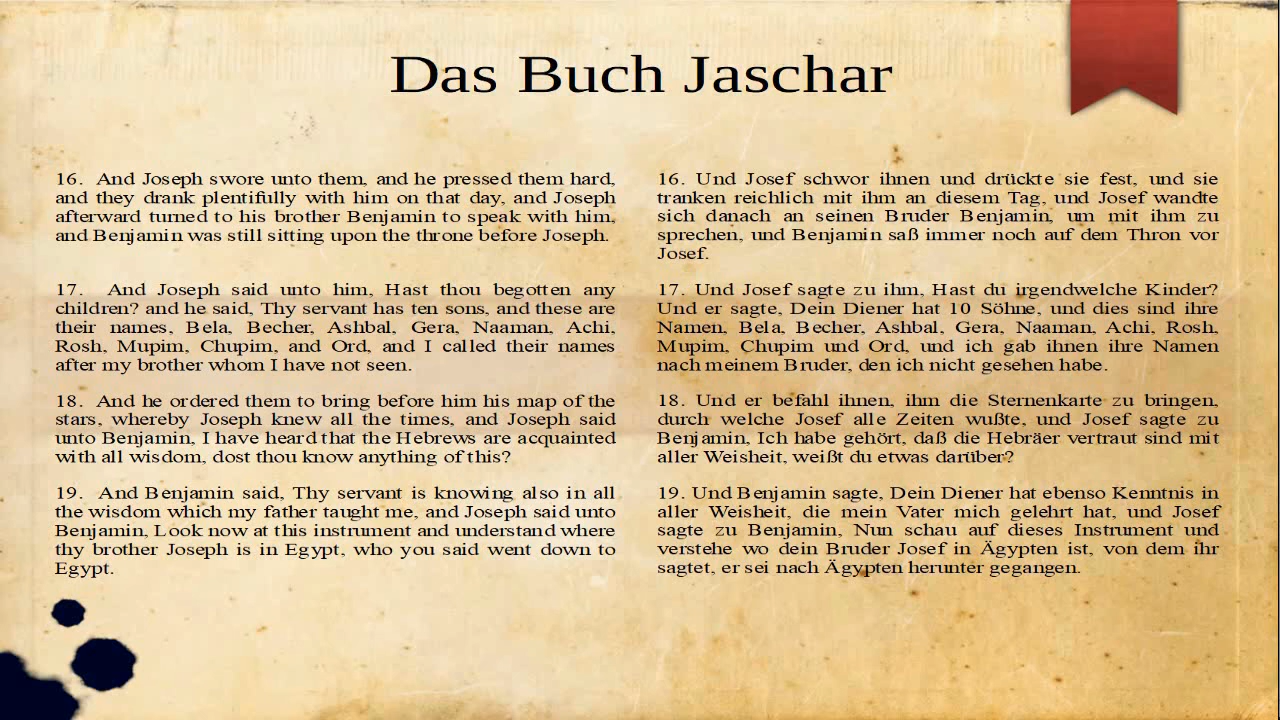 Das Buch Jaschar
16. And Joseph swore unto them, and he pressed them hard,
and they drank plentifully with him on that day, and Joseph
afterward turned to his brother Benjamin to speak with him,
and Benjamin was still sitting upon the throne before Joseph.
17. And Joseph said unto him, Hast thou begotten any
children? and he said, Thy servant has ten sons, and these are
their names, Bela, Becher, Ashbal, Gera, Naaman, Achi,
Rosh, Mupim, Chupim, and Ord, and I called their names
after my brother whom I have not seen.
18. And he ordered them to bring before him his map of the
stars, whereby Joseph knew all the times, and Joseph said
unto Benjamin, I have heard that the Hebrews are acquainted
with all wisdom, dost thou know anything of this?
19. And Benjamin said, Thy servant is knowing also in all
the wisdom which my father taught me, and Joseph said unto
Benjamin, Look now at this instrument and understand where
thy brother Joseph is in Egypt, who you said went down to
Egypt.
16. Und Josef schwor ihnen und drückte sie fest, und sie
tranken reichlich mit ihm an diesem Tag, und Josef wandte
sich danach an seinen Bruder Benjamin, um mit ihm zu
sprechen, und Benjamin saß immer noch auf dem Thron vor
Josef.
17. Und Josef sagte zu ihm, Hast du irgendwelche Kinder?
Und er sagte, Dein Diener hat 10 Söhne, und dies sind ihre
Namen, Bela, Becher, Ashbal, Gera, Naaman, Achi, Rosh,
Mupim, Chupim und Ord, und ich gab ihnen ihre Namen
nach meinem Bruder, den ich nicht gesehen habe.
18. Und er befahl ihnen, ihm die Sternenkarte zu bringen,
durch welche Josef alle Zeiten wußte, und Josef sagte zu
Benjamin, Ich habe gehört, daß die Hebräer vertraut sind mit
aller Weisheit, weißt du etwas darüber?
19. Und Benjamin sagte, Dein Diener hat ebenso Kenntnis in
aller Weisheit, die mein Vater mich gelehrt hat, und Josef
sagte zu Benjamin, Nun schau auf dieses Instrument und
verstehe wo dein Bruder Josef in Ägypten ist, von dem ihr
sagtet, er sei nach Ägypten herunter gegangen.